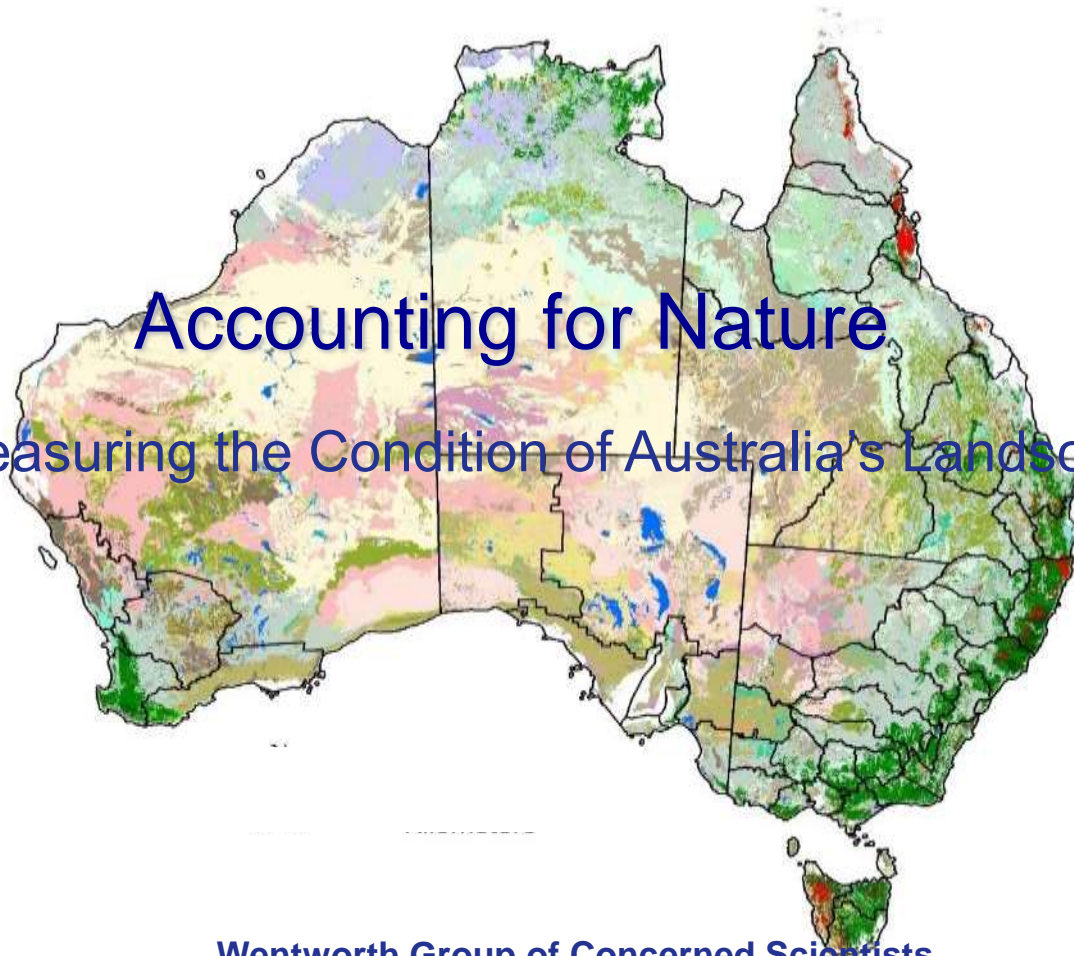 Accounting for Nature
easuring the Condition of Australia's Landsc
Wentworth Group of Concerned Scientists